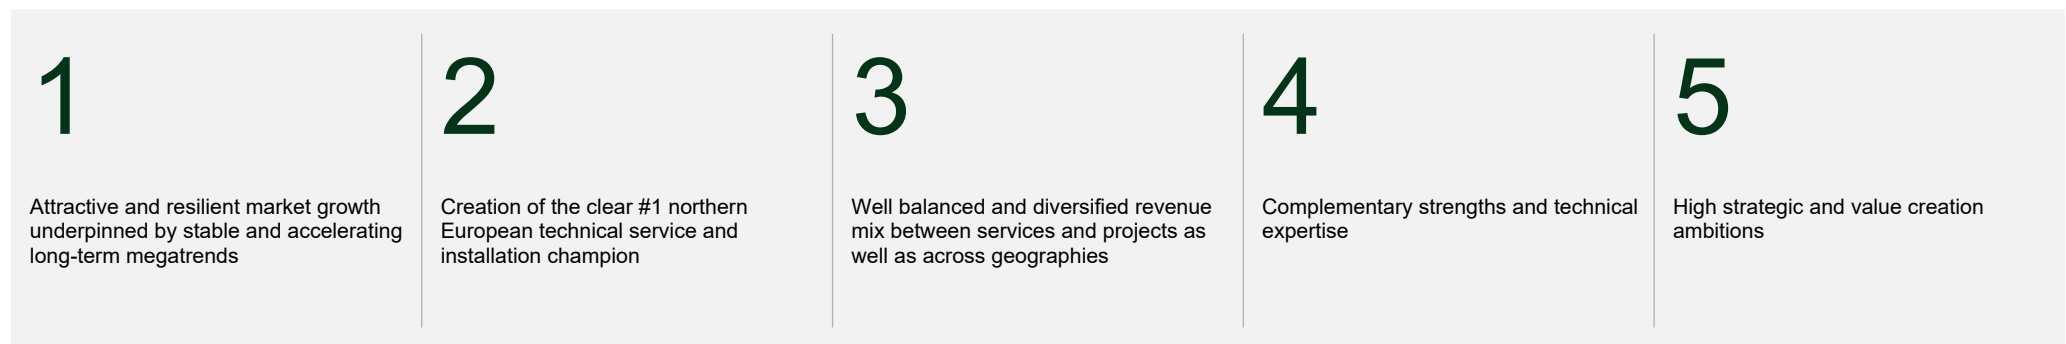 1
Attractive and resilient market growth
underpinned by stable and accelerating
long-term megatrends
2
Creation of the clear #1 northern
European technical service and
installation champion
3
Well balanced and diversified revenue
mix between services and projects as
well as across geographies
4
Complementary strengths and technical
expertise
5
High strategic and value creation
ambitions